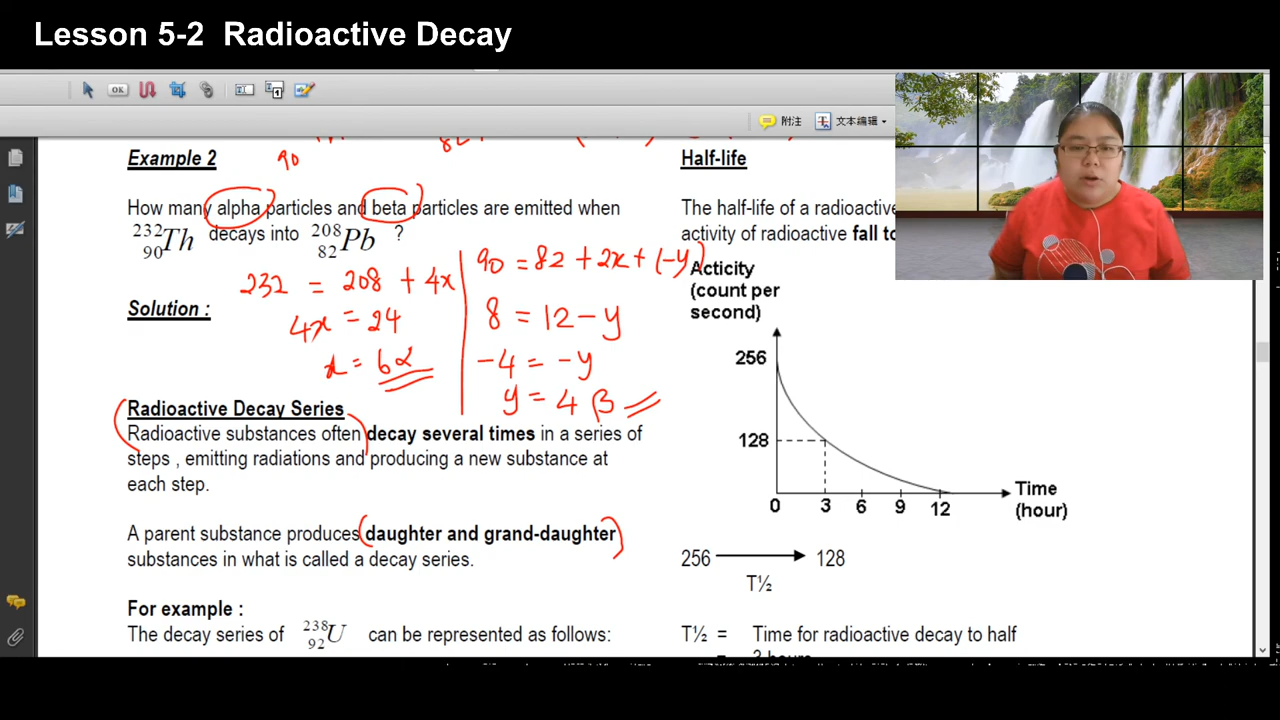 Lesson 5-2 Radioactive Decay
OK
1
附注
T 文本编辑
Example 2
90
Half-life
How many alpha particles and beta particles are emitted when
232 90 Th decays into 208 82 Pb ?
The half-life of a radioactive
activity of radioactive fall to
232 = 208 + 4x
4x = 24
x = 6α
90 = 82 + 2x + (-y)
8 = 12 - y
-4 = -y
y = 4 β
Solution :
Radioactive Decay Series
Radioactive substances often decay several times in a series of
steps , emitting radiations and producing a new substance at
each step.
A parent substance produces daughter and grand-daughter
substances in what is called a decay series.
For example :
The decay series of 238 92 U can be represented as follows:
Acticity
(count per
second)
256
128
0 3 6 9 12
Time
(hour)
256 128
T½
T½ = Time for radioactive decay to half
= 3 hours